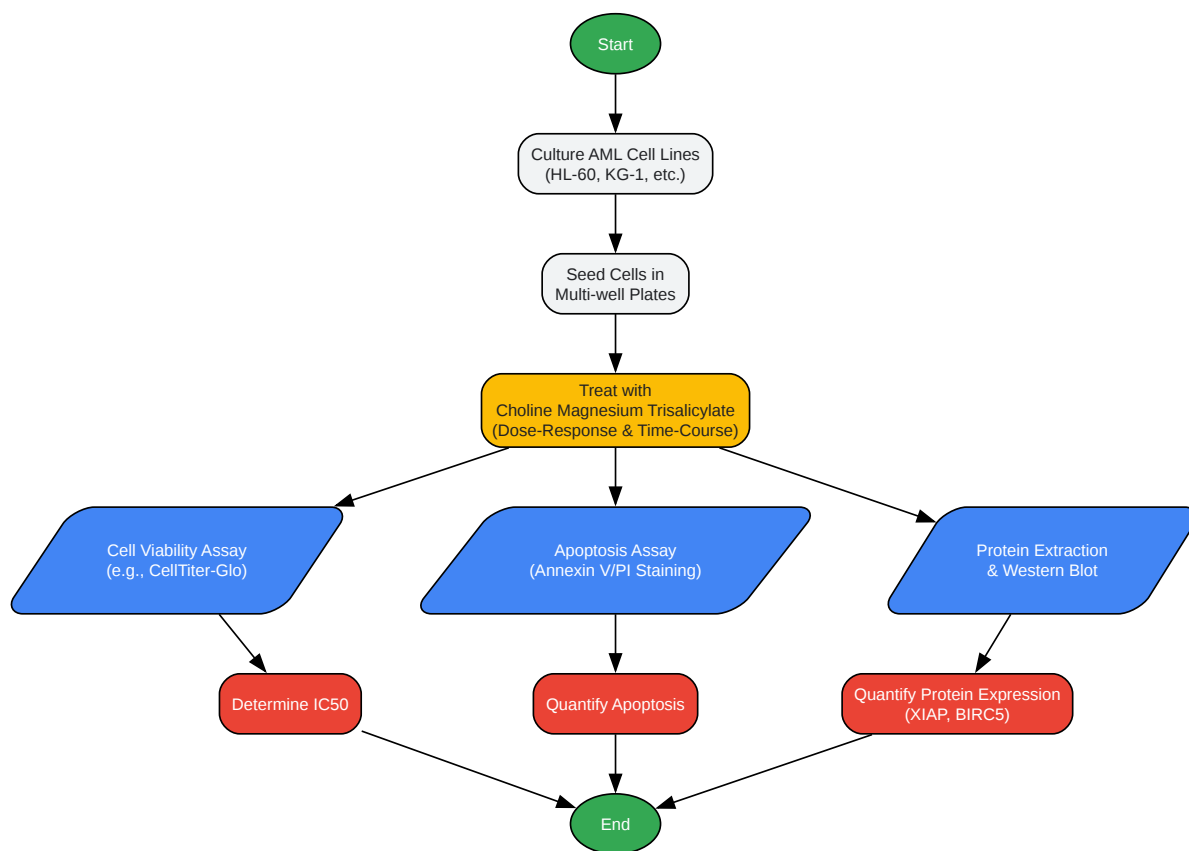 Start
Culture AML Cell Lines
(HL-60, KG-1, etc.)
Seed Cells in
Multi-well Plates
Treat with
Choline Magnesium Trisalicylate
(Dose-Response & Time-Course)
Cell Viability Assay
(e.g., CellTiter-Glo)
Apoptosis Assay
(Annexin V/PI Staining)
Protein Extraction
& Western Blot
Determine IC50
Quantify Apoptosis
Quantify Protein Expression
(XIAP, BIRC5)
End